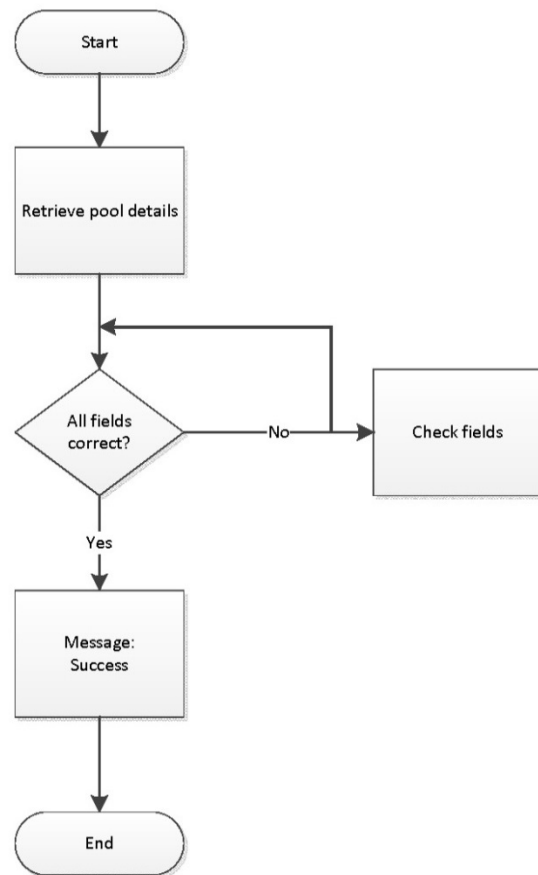 Start
Retrieve pool details
All fields
correct?
No
Check fields
Yes
Message:
Success
End